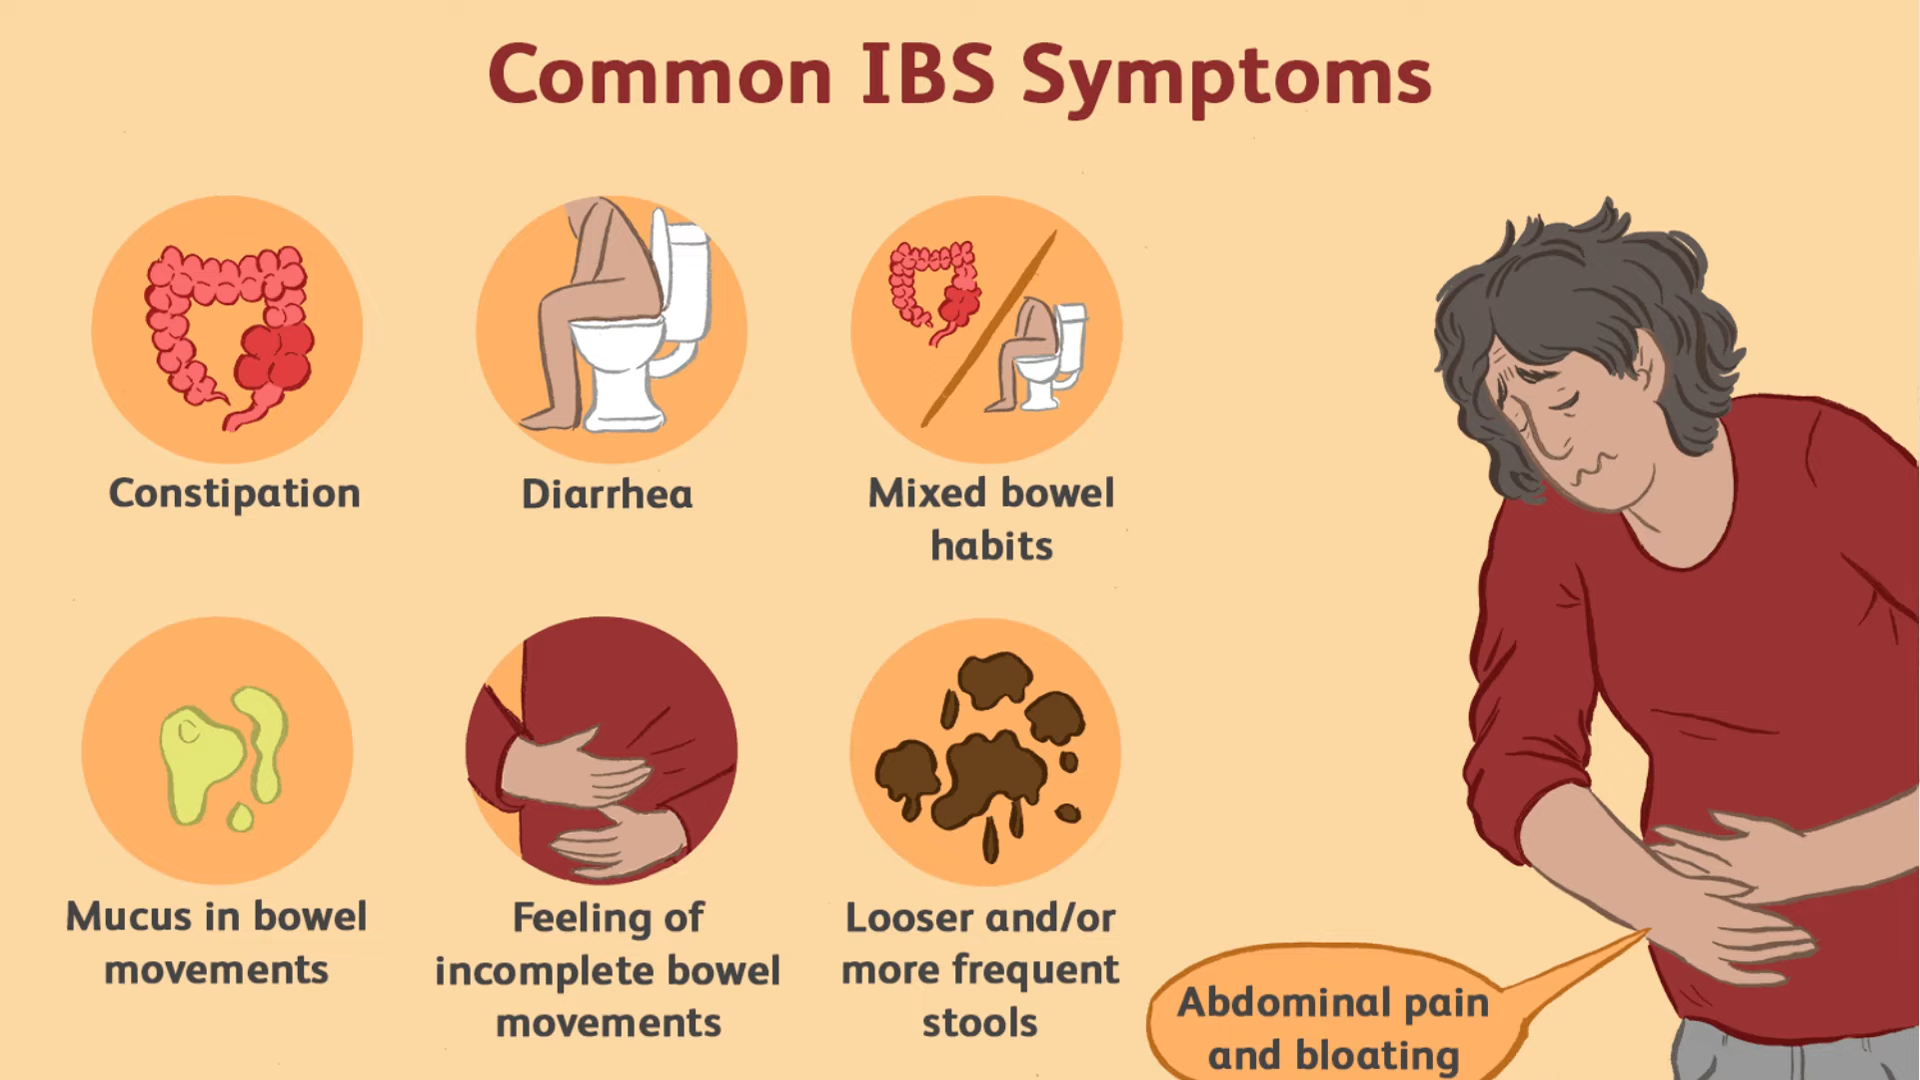 Common IBS Symptoms
Constipation
Diarrhea
Mixed bowel
habits
Mucus in bowel
movements
Feeling of
incomplete bowel
movements
Looser and/or
more frequent
stools
Abdominal pain
and bloating